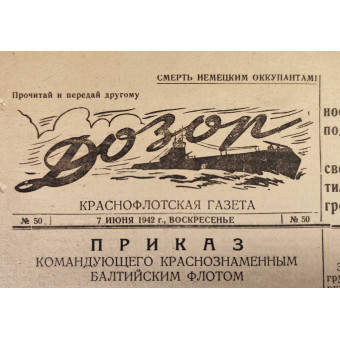 СМЕРТЬ НЕМЕЦКИМ ОККУПАНТАМ!
Прочитай и передай другому
Дозор
КРАСНОФЛОТСКАЯ ГАЗЕТА
№ 50 7 ИЮНЯ 1942 г., ВОСКРЕСЕНЬЕ № 50
ПРИКАЗ
КОМАНДУЮЩЕГО КРАСНОЗНАМЕННЫМ
БАЛТИЙСКИМ ФЛОТОМ